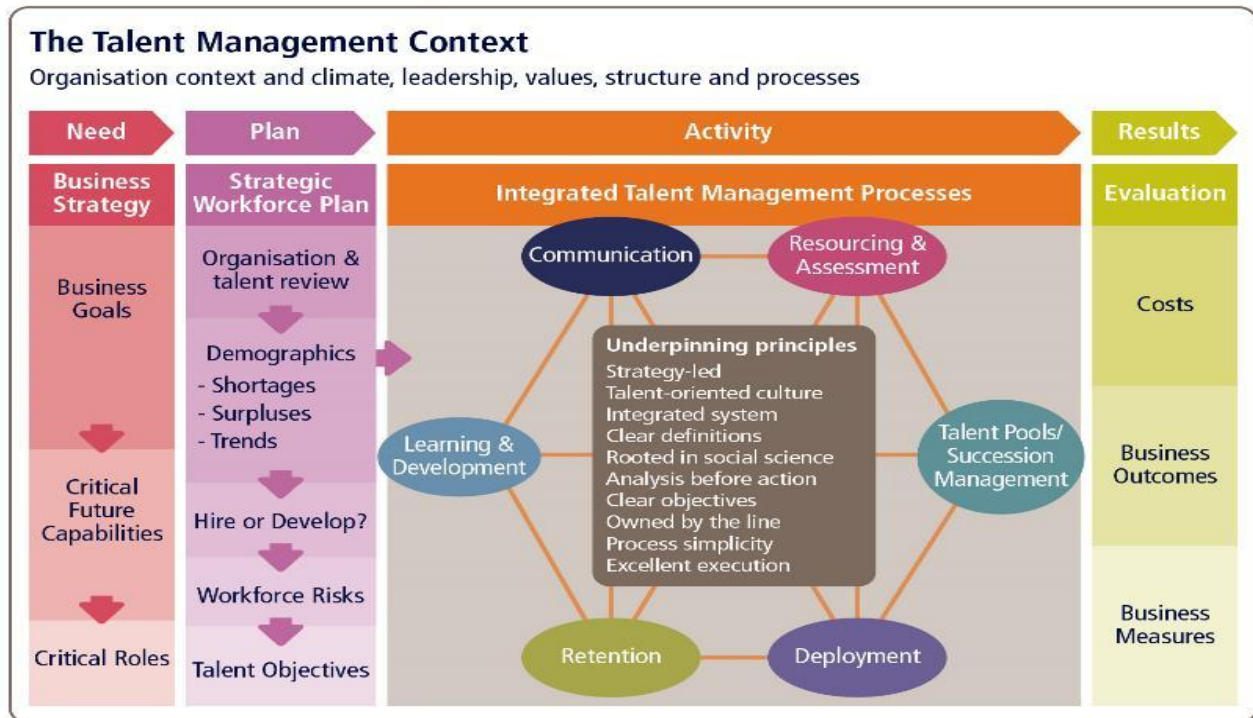 The Talent Management Context
Organisation context and climate, leadership, values, structure and processes
Need
Plan
Activity
Results
Business
Strategy
Strategic
Workforce Plan
Integrated Talent Management Processes
Evaluation
Business
Goals
Critical
Future
Capabilities
Critical Roles
Organisation &
talent review
Demographics
- Shortages
- Surpluses
- Trends
Hire or Develop?
Workforce Risks
Talent Objectives
Communication
Resourcing &
Assessment
Learning &
Development
Underpinning principles
Strategy-led
Talent-oriented culture
Integrated system
Clear definitions
Rooted in social science
Analysis before action
Clear objectives
Owned by the line
Process simplicity
Excellent execution
Talent Pools/
Succession
Management
Retention
Deployment
Costs
Business
Outcomes
Business
Measures